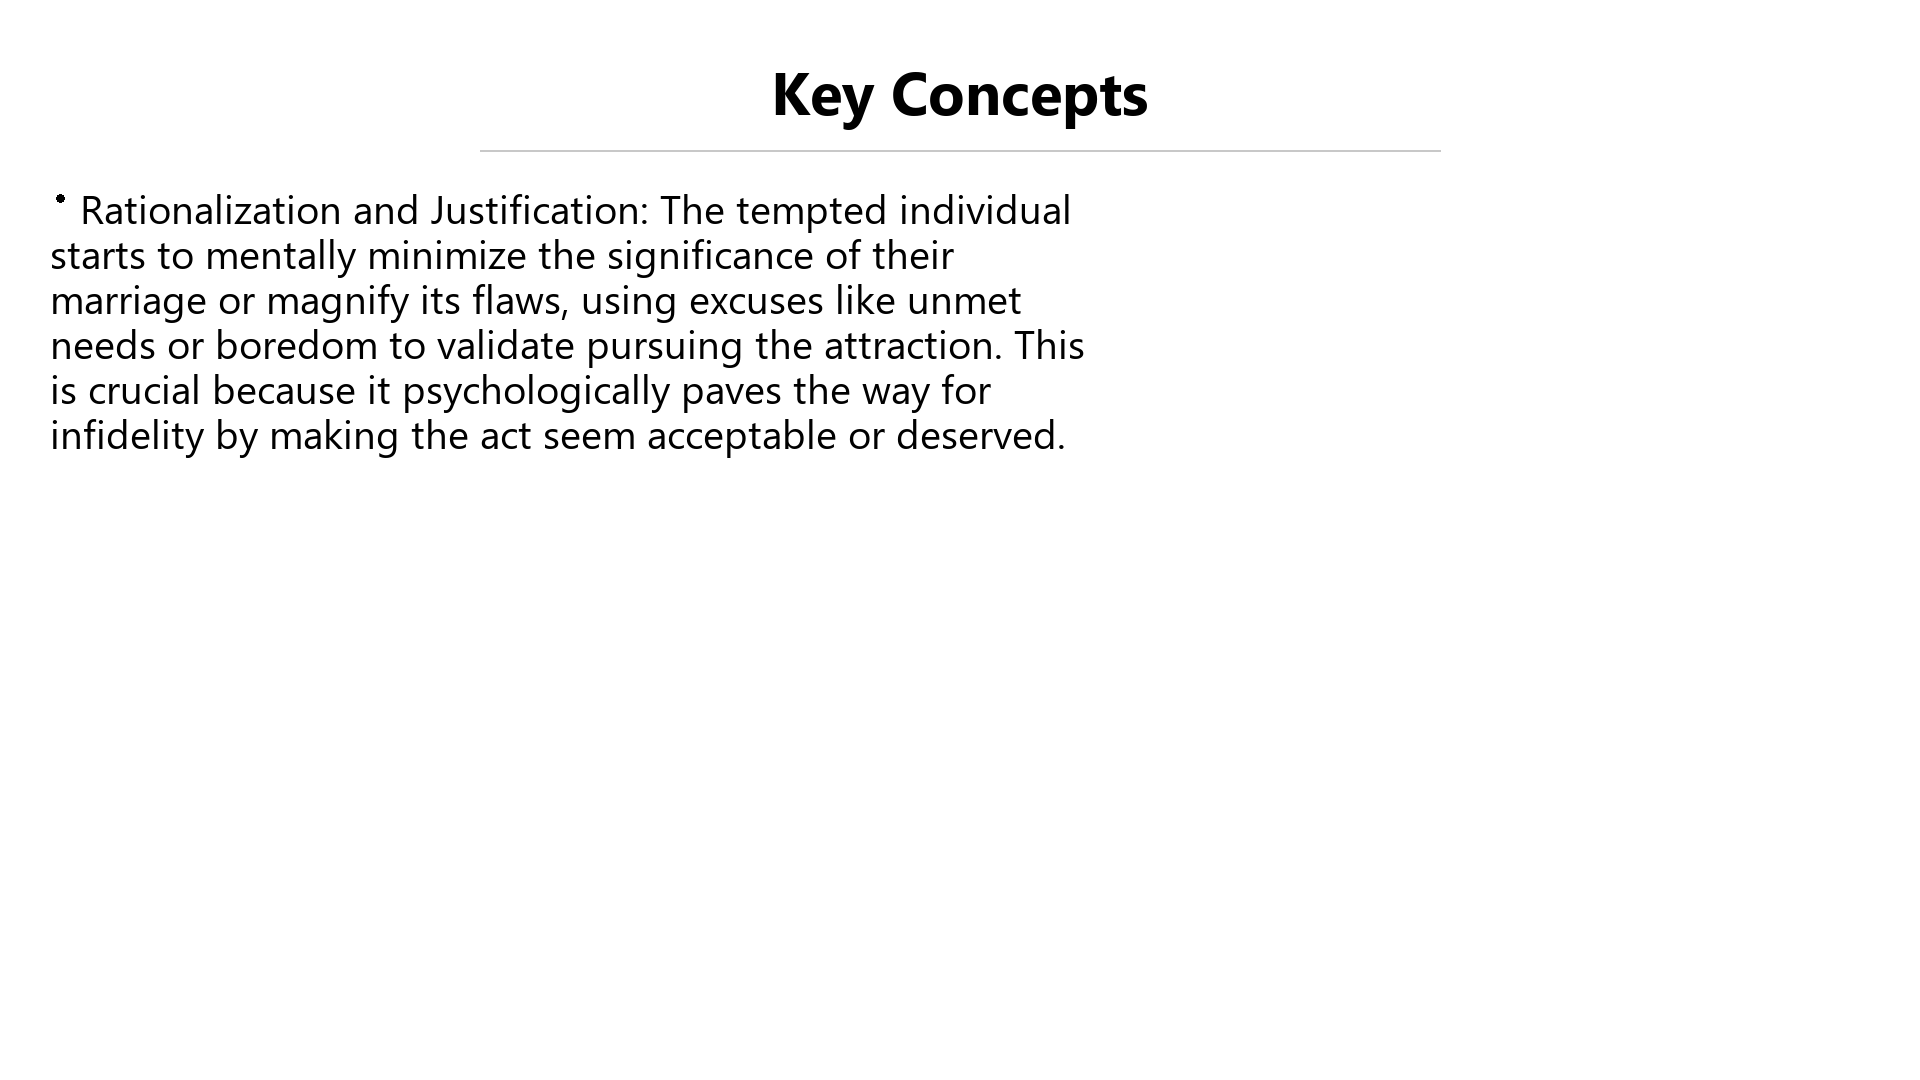 Key Concepts
• Rationalization and Justification: The tempted individual
starts to mentally minimize the significance of their
marriage or magnify its flaws, using excuses like unmet
needs or boredom to validate pursuing the attraction. This
is crucial because it psychologically paves the way for
infidelity by making the act seem acceptable or deserved.